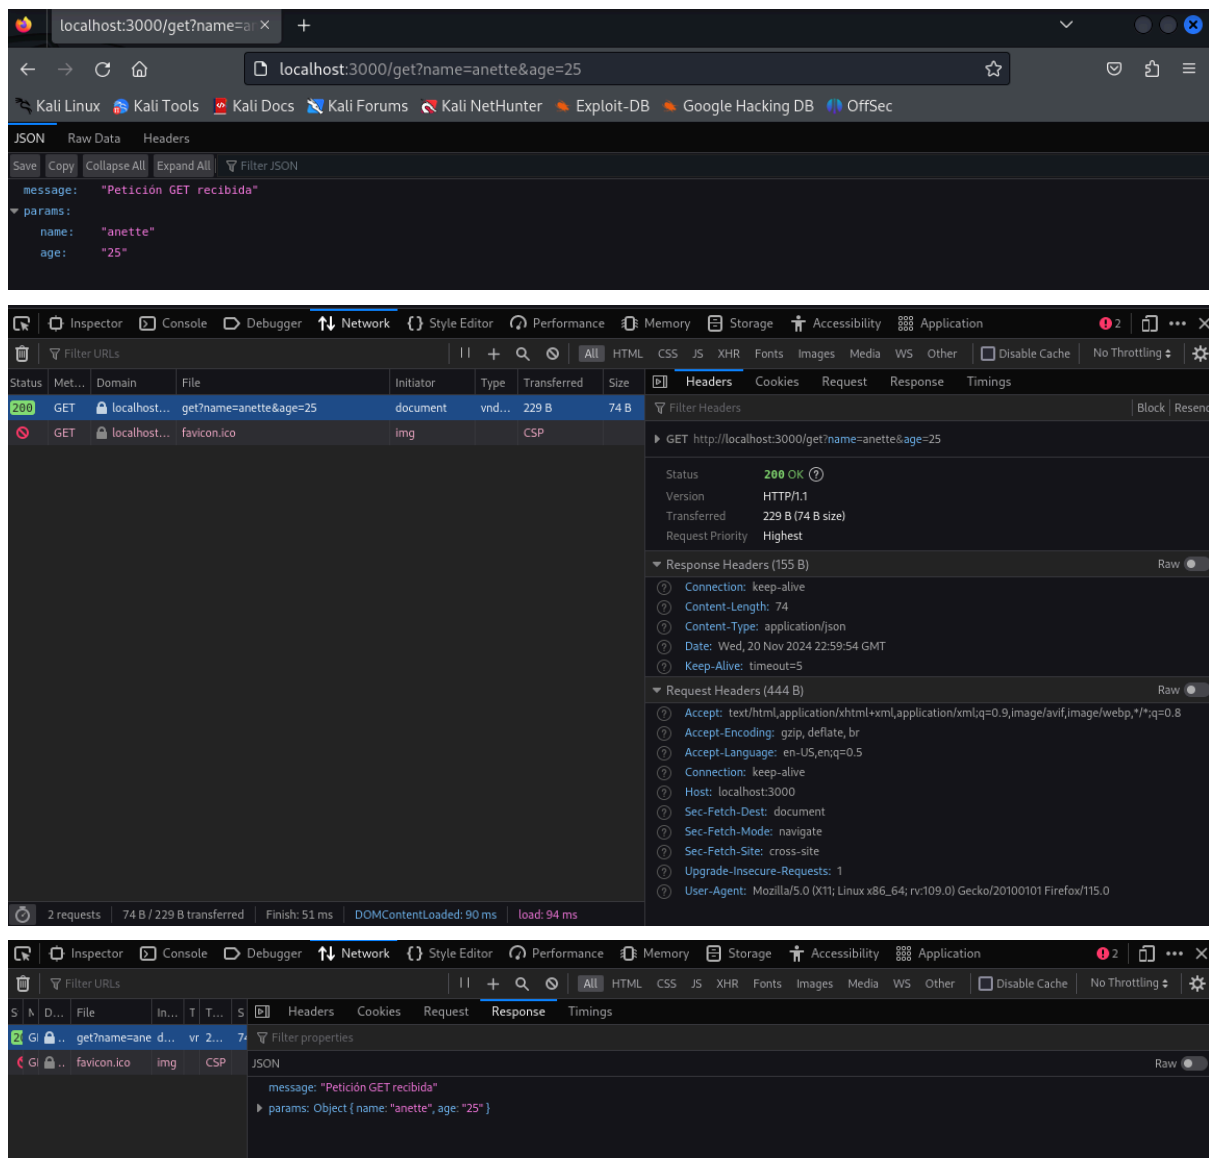 localhost:3000/get?name=a
localhost:3000/get?name=anette&age=25
Kali Linux Kali Tools Kali Docs Kali Forums Kali NetHunter Exploit-DB Google Hacking DB OffSec
JSON Raw Data Headers
Save Copy Collapse All Expand All Filter JSON
message: "Petición GET recibida"
params:
name: "anette"
age: "25"
Inspector Console Debugger Network Style Editor Performance Memory Storage Accessibility Application 2
Filter URLs All HTML CSS JS XHR Fonts Images Media WS Other Disable Cache No Throttling
Status Met... Domain File Initiator Type Transferred Size Headers Cookies Request Response Timings
200 GET localhost... get?name=anette&age=25 document vnd... 229 B 74 B Filter Headers Block Resend
GET localhost... favicon.ico img CSP
GET http://localhost:3000/get?name=anette&age=25
Status 200 OK
Version HTTP/1.1
Transferred 229 B (74 B size)
Request Priority Highest
Response Headers (155 B) Raw
Connection: keep-alive
Content-Length: 74
Content-Type: application/json
Date: Wed, 20 Nov 2024 22:59:54 GMT
Keep-Alive: timeout=5
Request Headers (444 B) Raw
Accept: text/html,application/xhtml+xml,application/xml;q=0.9,image/avif,image/webp,*/*;q=0.8
Accept-Encoding: gzip, deflate, br
Accept-Language: en-US,en;q=0.5
Connection: keep-alive
Host: localhost:3000
Sec-Fetch-Dest: document
Sec-Fetch-Mode: navigate
Sec-Fetch-Site: cross-site
Upgrade-Insecure-Requests: 1
User-Agent: Mozilla/5.0 (X11; Linux x86_64; rv:109.0) Gecko/20100101 Firefox/115.0
2 requests 74 B / 229 B transferred Finish: 51 ms DOMContentLoaded: 90 ms load: 94 ms
Inspector Console Debugger Network Style Editor Performance Memory Storage Accessibility Application 2
Filter URLs All HTML CSS JS XHR Fonts Images Media WS Other Disable Cache No Throttling
S D... File In... T T... S Headers Cookies Request Response Timings
get?name=ane d... 2... Filter properties
favicon.ico img CSP JSON Raw
message: "Petición GET recibida"
params: Object { name: "anette", age: "25" }